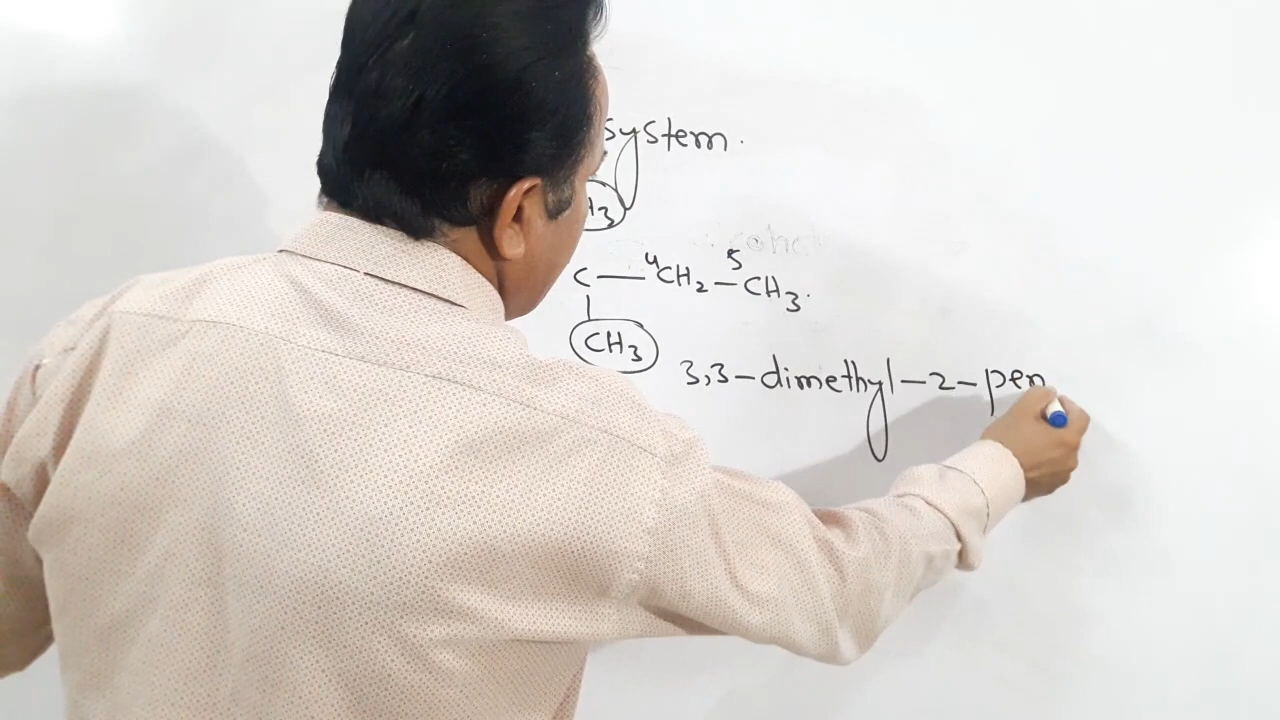 system.
H3
C — 4CH2 — 5CH3.
CH3
3,3-dimethyl-2-pen